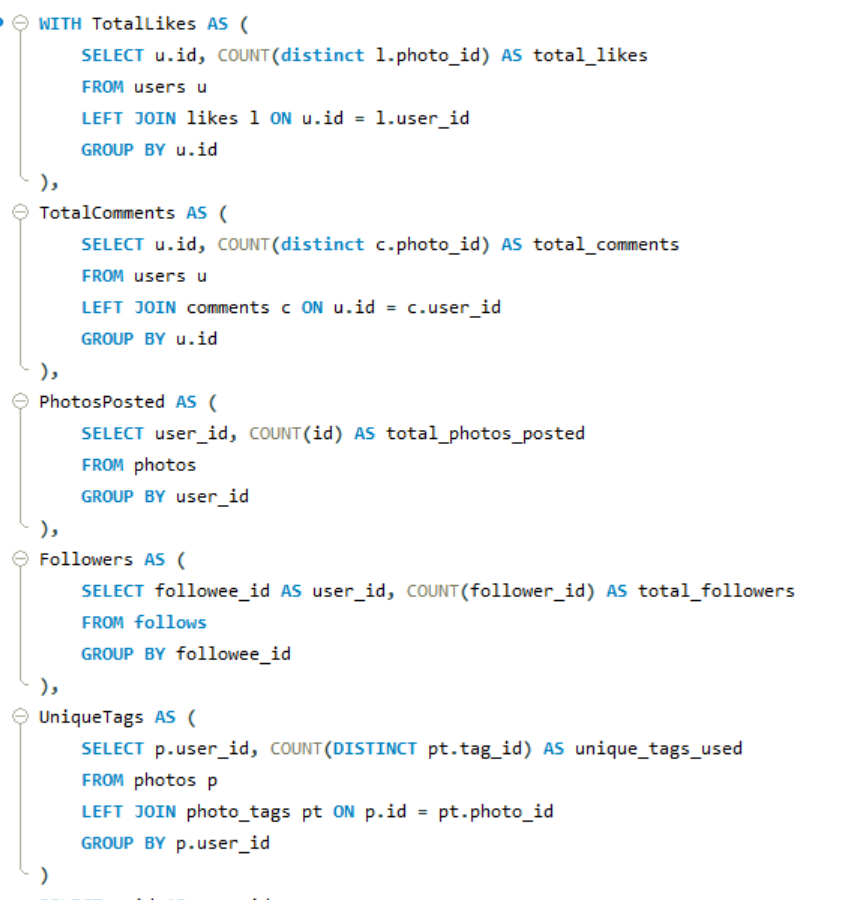 WITH TotalLikes AS (
SELECT u.id, COUNT(distinct l.photo_id) AS total_likes
FROM users u
LEFT JOIN likes l ON u.id = l.user_id
GROUP BY u.id
),
TotalComments AS (
SELECT u.id, COUNT(distinct c.photo_id) AS total_comments
FROM users u
LEFT JOIN comments c ON u.id = c.user_id
GROUP BY u.id
),
PhotosPosted AS (
SELECT user_id, COUNT(id) AS total_photos_posted
FROM photos
GROUP BY user_id
),
Followers AS (
SELECT followee_id AS user_id, COUNT(follower_id) AS total_followers
FROM follows
GROUP BY followee_id
),
UniqueTags AS (
SELECT p.user_id, COUNT(DISTINCT pt.tag_id) AS unique_tags_used
FROM photos p
LEFT JOIN photo_tags pt ON p.id = pt.photo_id
GROUP BY p.user_id
)